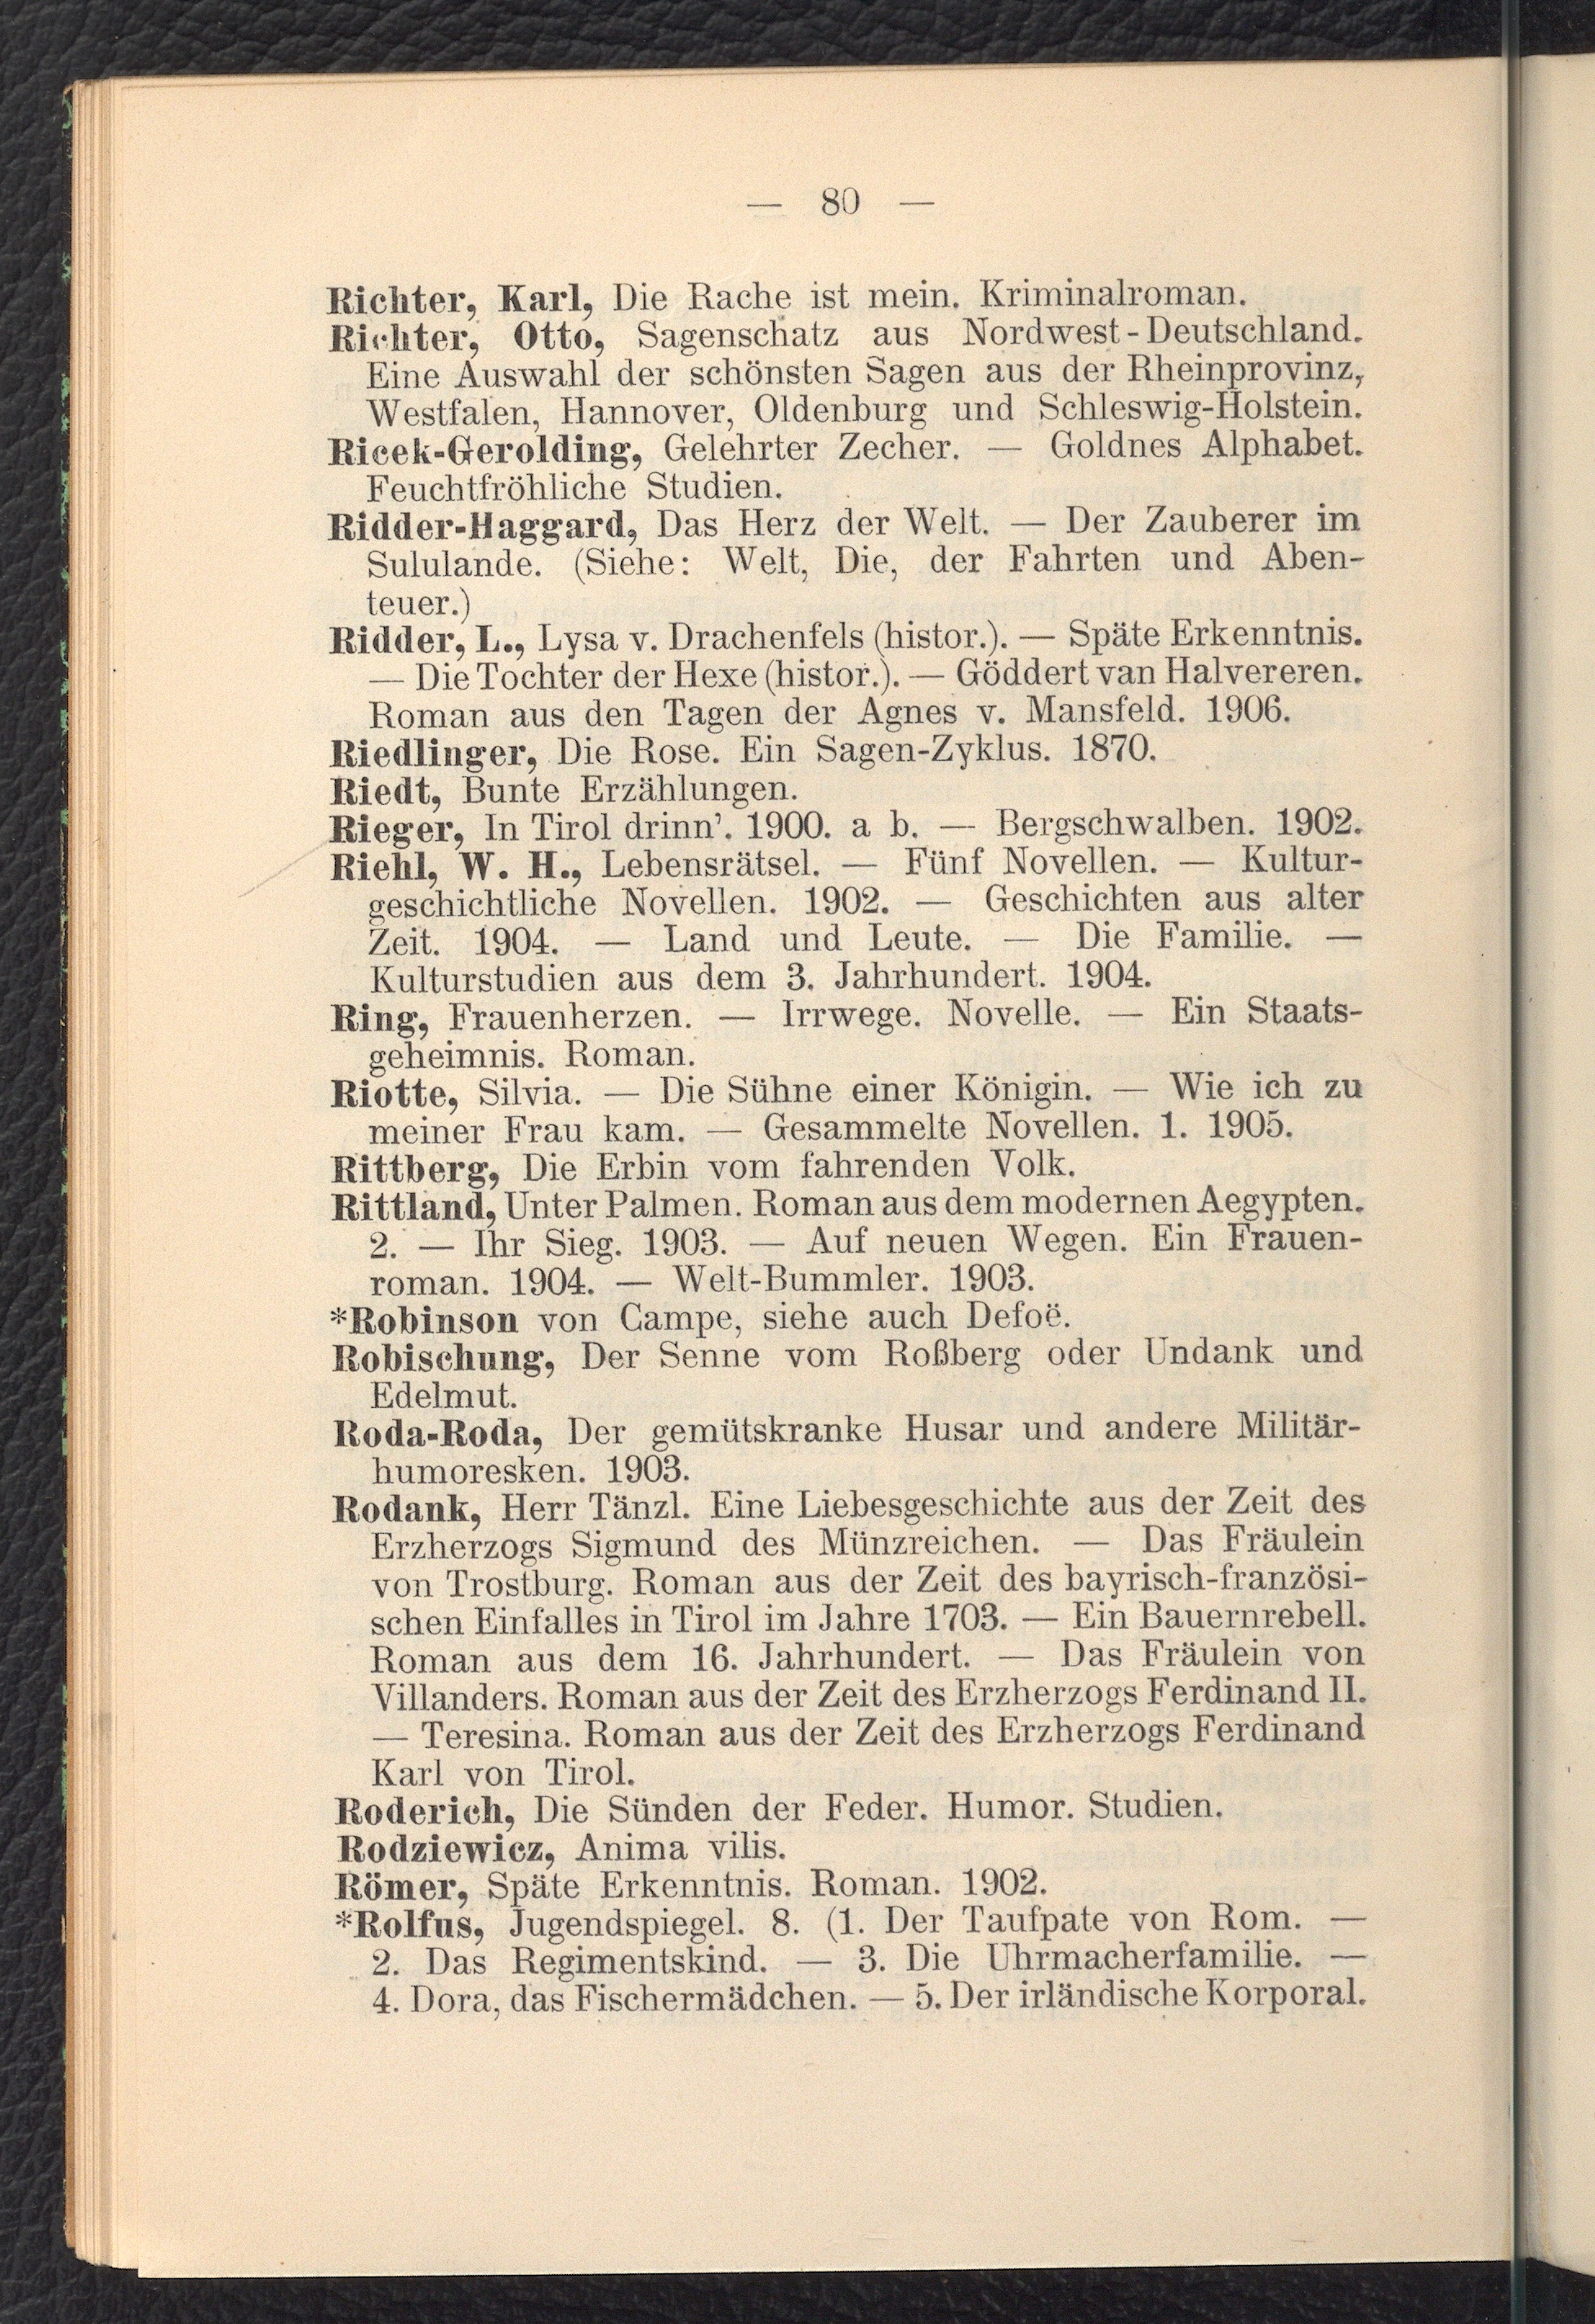 — 80 —
Richter, Karl, Die Rache ist mein. Kriminalroman.
Richter, Otto, Sagenschatz aus Nordwest-Deutschland.
Eine Auswahl der schönsten Sagen aus der Rheinprovinz,
Westfalen, Hannover, Oldenburg und Schleswig-Holstein.
Ricek-Gerolding, Gelehrter Zecher. — Goldnes Alphabet.
Feuchtfröhliche Studien.
Ridder-Haggard, Das Herz der Welt. — Der Zauberer im
Sululande. (Siehe: Welt, Die, der Fahrten und Aben-
teuer.)
Ridder, L., Lysa v. Drachenfels (histor.). — Späte Erkenntnis.
— Die Tochter der Hexe (histor.). — Göddert van Halvereren.
Roman aus den Tagen der Agnes v. Mansfeld. 1906.
Riedlinger, Die Rose. Ein Sagen-Zyklus. 1870.
Riedt, Bunte Erzählungen.
Rieger, In Tirol drinn’. 1900. a b. — Bergschwalben. 1902.
Riehl, W. H., Lebensrätsel. — Fünf Novellen. — Kultur-
geschichtliche Novellen. 1902. — Geschichten aus alter
Zeit. 1904. — Land und Leute. — Die Familie. —
Kulturstudien aus dem 3. Jahrhundert. 1904.
Ring, Frauenherzen. — Irrwege. Novelle. — Ein Staats-
geheimnis. Roman.
Riotte, Silvia. — Die Sühne einer Königin. — Wie ich zu
meiner Frau kam. — Gesammelte Novellen. 1. 1905.
Rittberg, Die Erbin vom fahrenden Volk.
Rittland, Unter Palmen. Roman aus dem modernen Aegypten.
2. — Ihr Sieg. 1903. — Auf neuen Wegen. Ein Frauen-
roman. 1904. — Welt-Bummler. 1903.
*Robinson von Campe, siehe auch Defoë.
Robischung, Der Senne vom Roßberg oder Undank und
Edelmut.
Roda-Roda, Der gemütskranke Husar und andere Militär-
humoresken. 1903.
Rodank, Herr Tänzl. Eine Liebesgeschichte aus der Zeit des
Erzherzogs Sigmund des Münzreichen. — Das Fräulein
von Trostburg. Roman aus der Zeit des bayrisch-französi-
schen Einfalles in Tirol im Jahre 1703. — Ein Bauernrebell.
Roman aus dem 16. Jahrhundert. — Das Fräulein von
Villanders. Roman aus der Zeit des Erzherzogs Ferdinand II.
— Teresina. Roman aus der Zeit des Erzherzogs Ferdinand
Karl von Tirol.
Roderich, Die Sünden der Feder. Humor. Studien.
Rodziewicz, Anima vilis.
Römer, Späte Erkenntnis. Roman. 1902.
*Rolfus, Jugendspiegel. 8. (1. Der Taufpate von Rom. —
2. Das Regimentskind. — 3. Die Uhrmacherfamilie. —
4. Dora, das Fischermädchen. — 5. Der irländische Korporal.